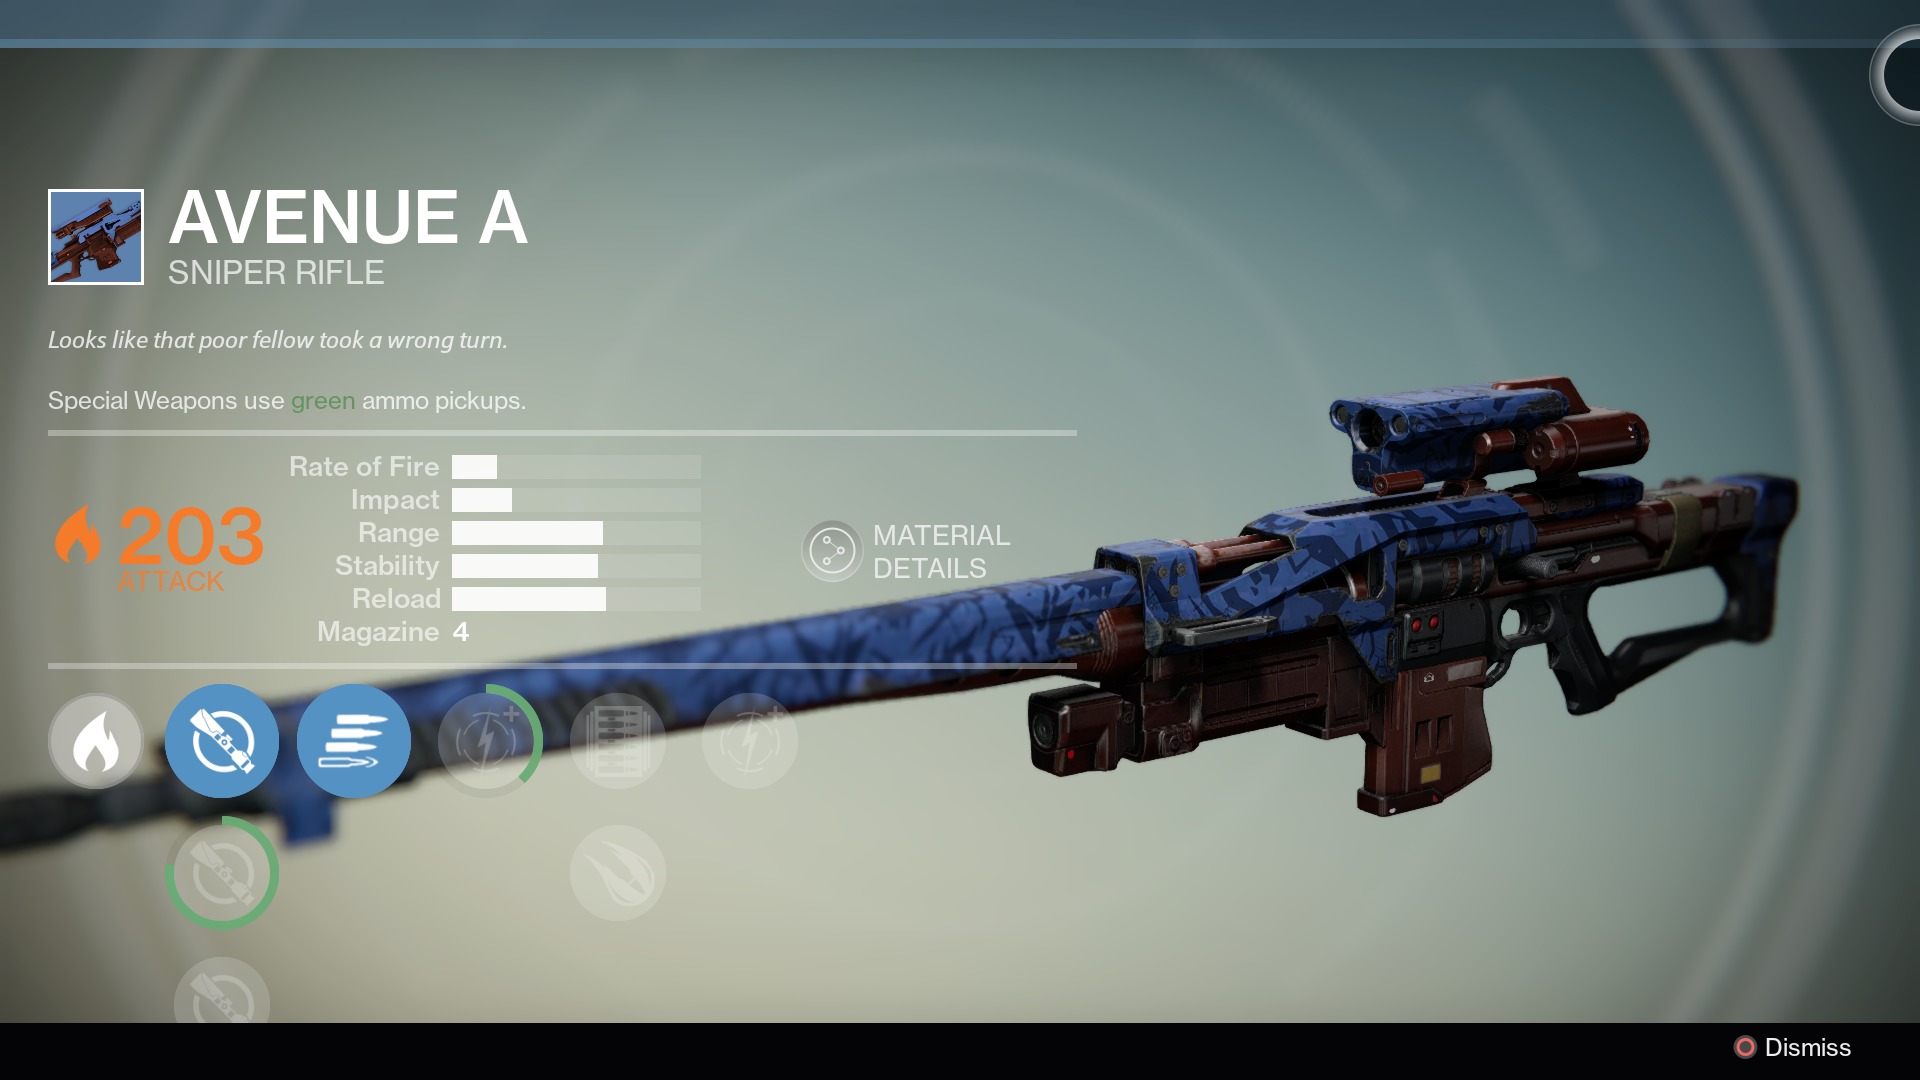 AVENUE A
SNIPER RIFLE
Looks like that poor fellow took a wrong turn.
Special Weapons use green ammo pickups.
203
ATTACK
Rate of Fire
Impact
Range
Stability
Reload
Magazine 4
MATERIAL
DETAILS
Dismiss